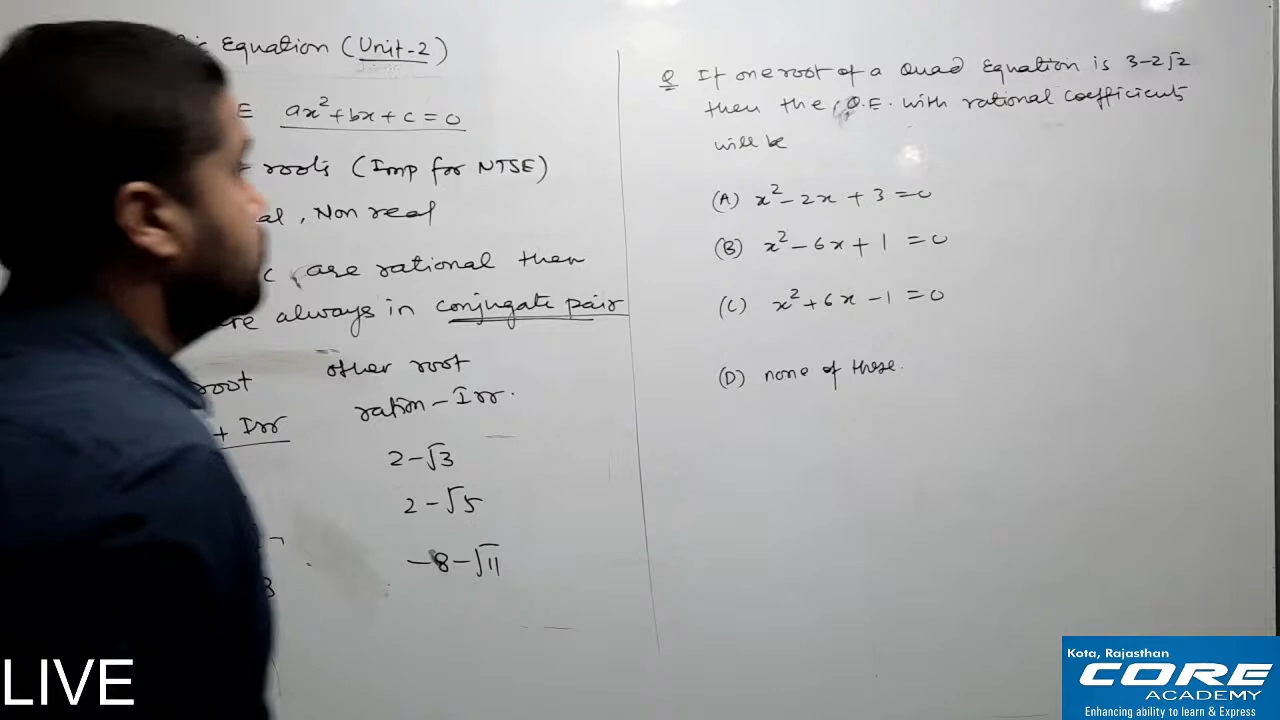 Equation (Unit-2)
E ax²+bx+c=0
roots (Imp for NTSE)
al, Non real
c, are rational then
are always in conjugate pair
root other root
+ Irr ration - Irr.
2-√3
2-√5
-8-√11
8
Q If one root of a Quad Equation is 3-2√2
then the Q.E. with rational coefficients
will be
(A) x²-2x+3=0
(B) x²-6x+1=0
(C) x²+6x-1=0
(D) none of these.
LIVE
Kota, Rajasthan
CORE
ACADEMY
Enhancing ability to learn & Express